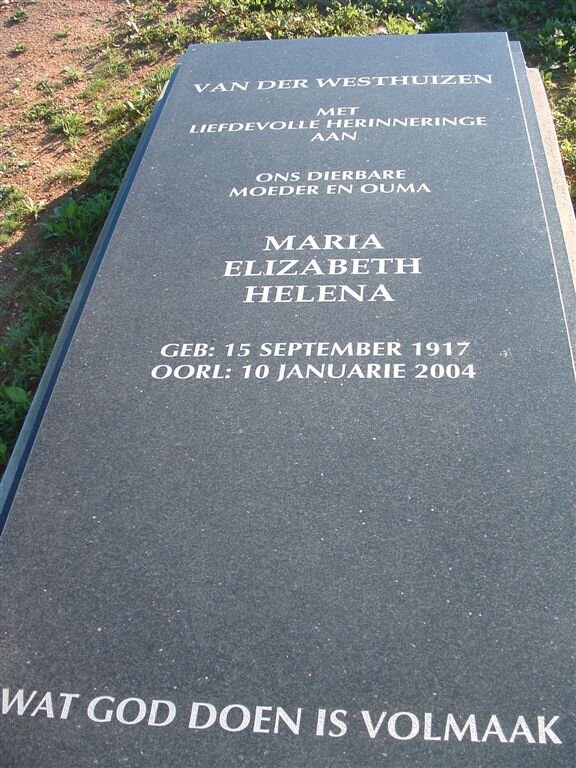 VAN DER WESTHUIZEN
MET
LIEFDEVOLLE HERINNERINGE
AAN
ONS DIERBARE
MOEDER EN OUMA
MARIA
ELIZABETH
HELENA
GEB: 15 SEPTEMBER 1917
OORL: 10 JANUARIE 2004
WAT GOD DOEN IS VOLMAAK